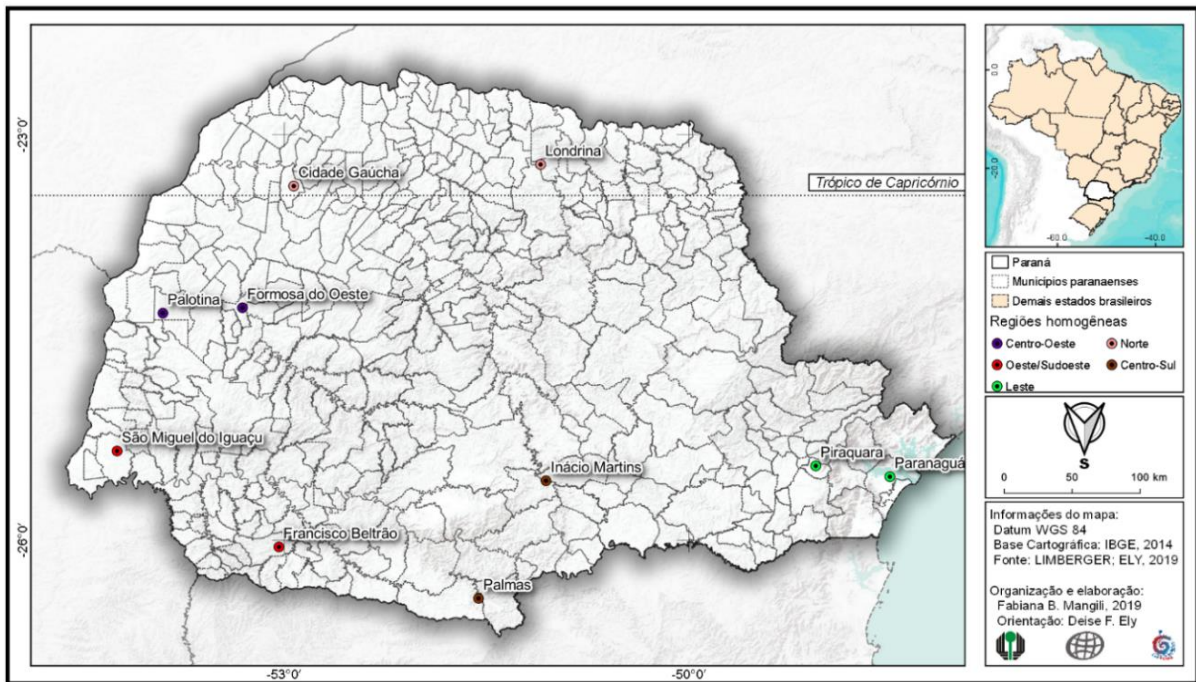 -23°0'
-26°0'
-53°0'
-50°0'
Londrina
Cidade Gaúcha
Trópico de Capricórnio
Formosa do Oeste
Palotina
São Miguel do Iguaçu
Inácio Martins
Piraquara
Paranaguá
Francisco Beltrão
Palmas
0.0
-20.0
-60.0
-40.0
Paraná
Municípios paranaenses
Demais estados brasileiros
Regiões homogêneas
Centro-Oeste
Norte
Oeste/Sudoeste
Centro-Sul
Leste
S
0 50 100 km
Informações do mapa:
Datum WGS 84
Base Cartográfica: IBGE, 2014
Fonte: LIMBERGER; ELY, 2019
Organização e elaboração:
Fabiana B. Mangili, 2019
Orientação: Deise F. Ely